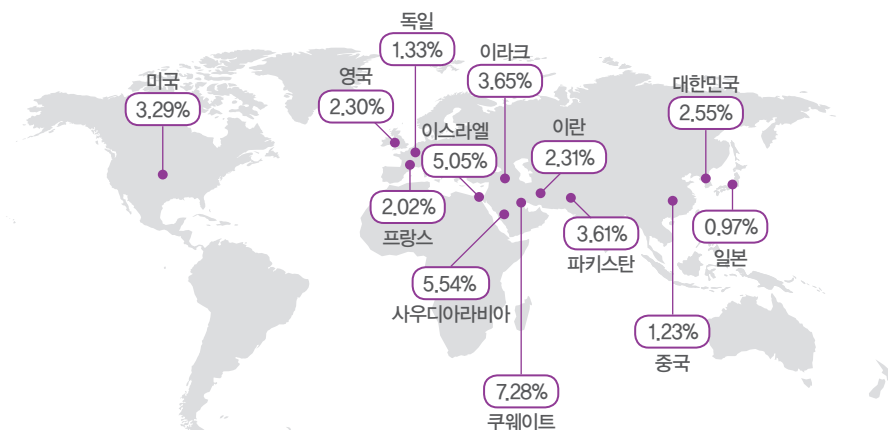 독일
1.33%
이라크
3.65%
미국
3.29%
영국
2.30%
대한민국
2.55%
이스라엘
5.05%
이란
2.31%
2.02%
프랑스
3.61%
파키스탄
0.97%
일본
5.54%
사우디아라비아
1.23%
중국
7.28%
쿠웨이트